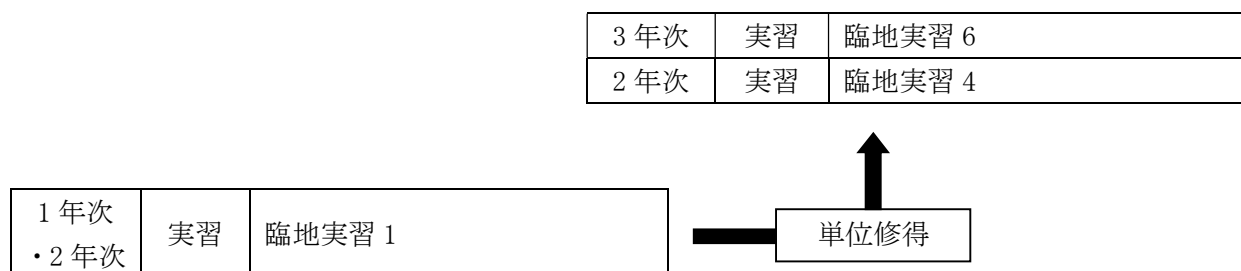 3 年次 実習 臨地実習 6
2 年次 実習 臨地実習 4
1 年次
・2 年次 実習 臨地実習 1
単位修得